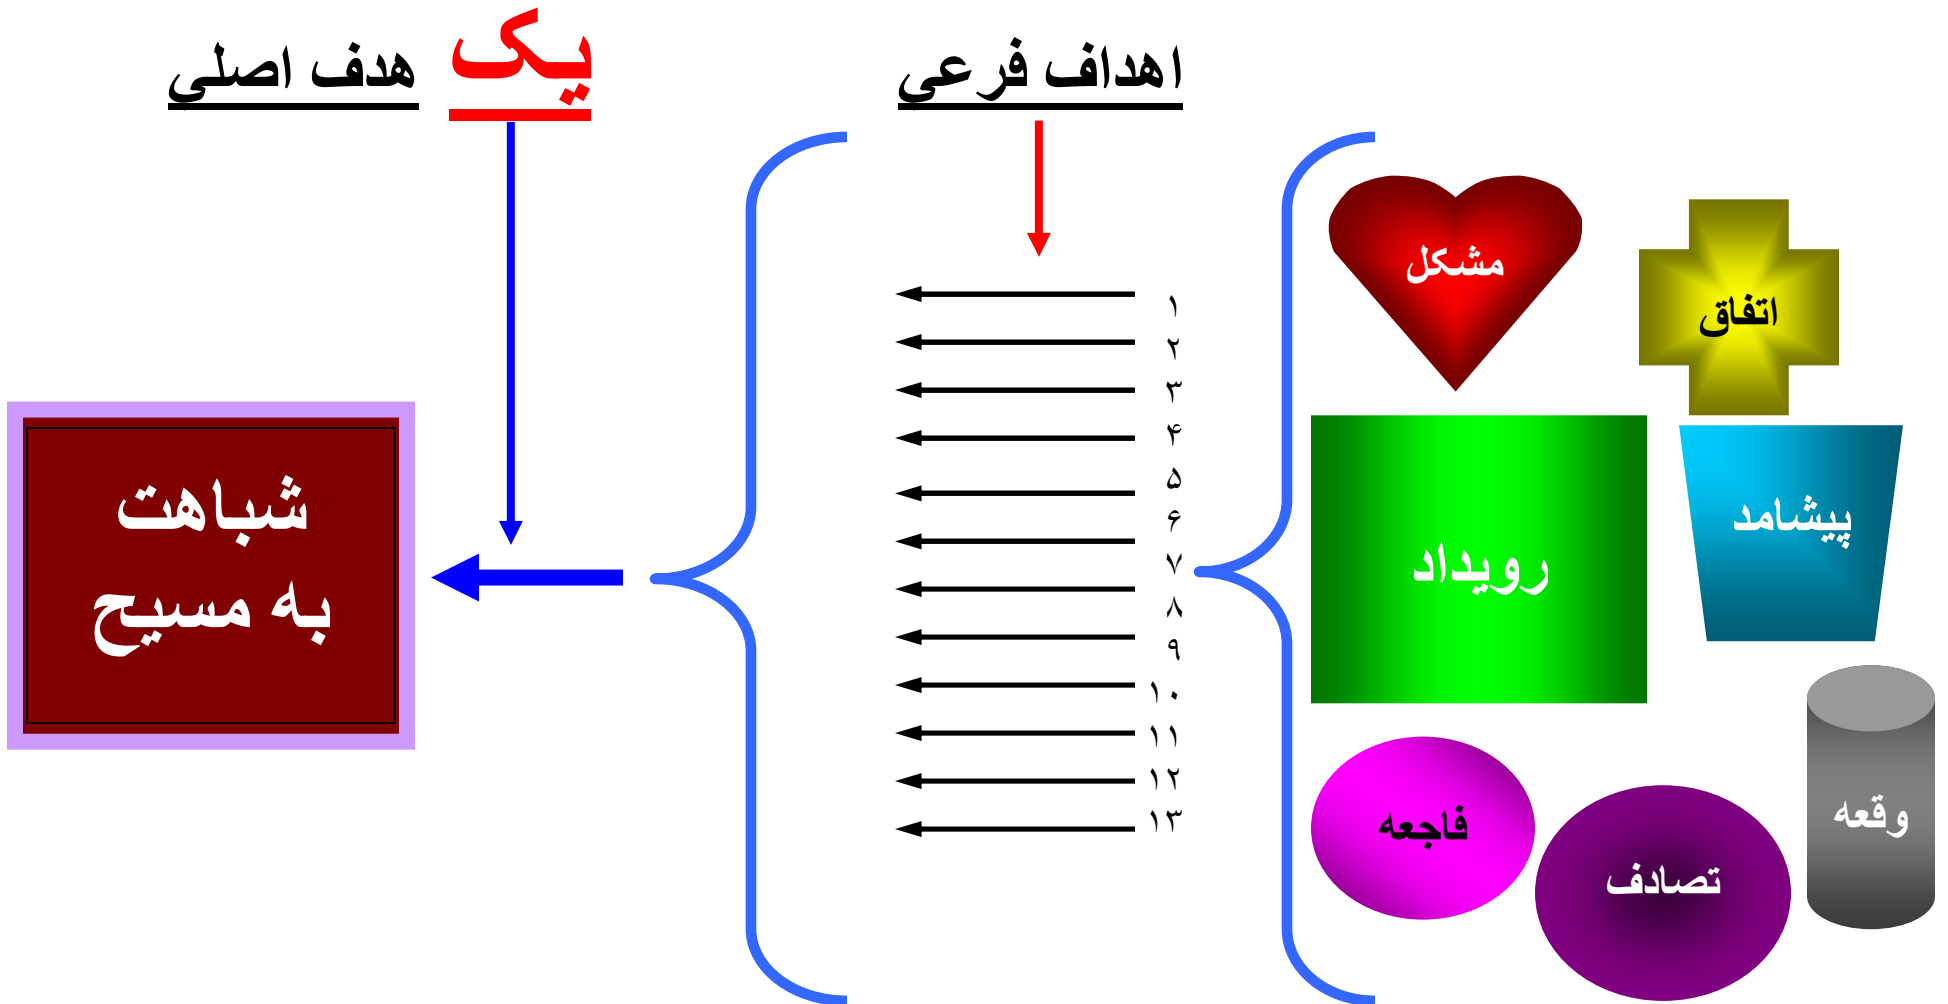 اهداف فرعي
یک هدف اصلي
مشکل
اتفاق
رویداد
پیشامد
وقعه
فاجعه
تصادف
۱
۲
۳
۴
۵
۶
۷
۸
۹
۱۰
۱۱
۱۲
۱۳
شباهت
به مسیح